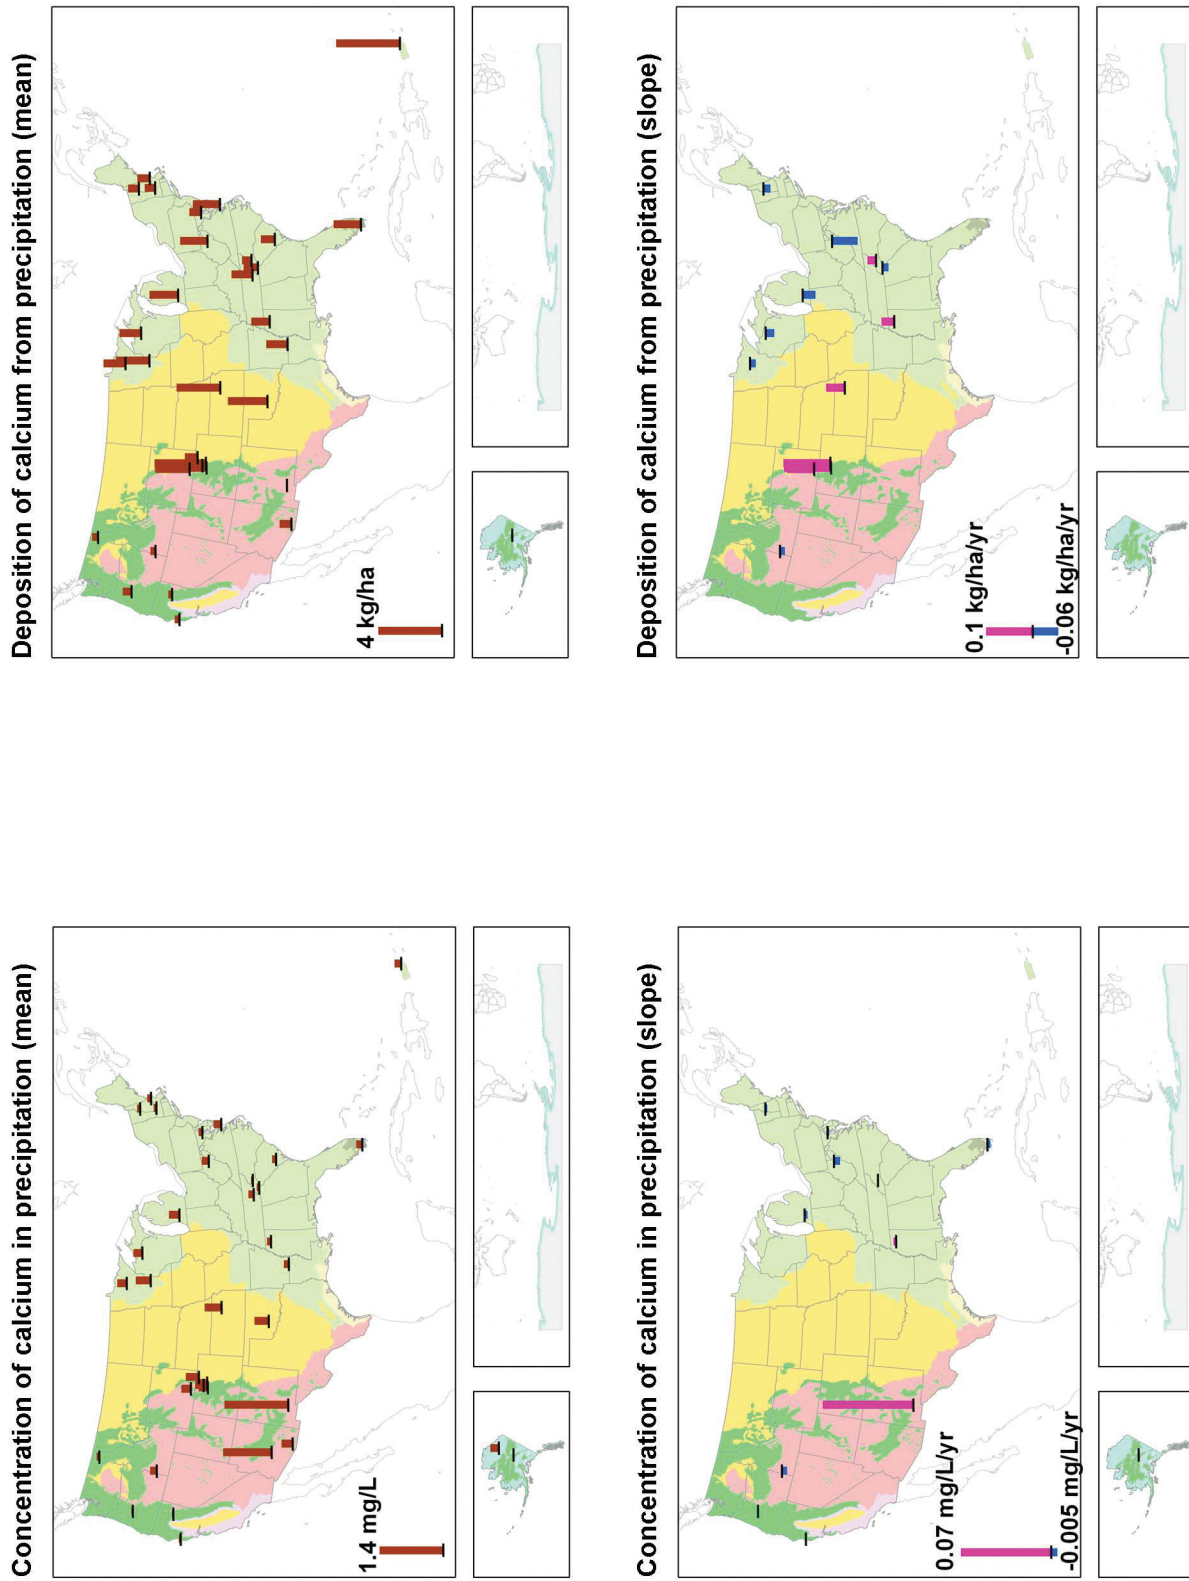 Concentration of calcium in precipitation (mean)
1.4 mg/L
Deposition of calcium from precipitation (mean)
4 kg/ha
Concentration of calcium in precipitation (slope)
0.07 mg/L/yr
-0.005 mg/L/yr
Deposition of calcium from precipitation (slope)
0.1 kg/ha/yr
-0.06 kg/ha/yr